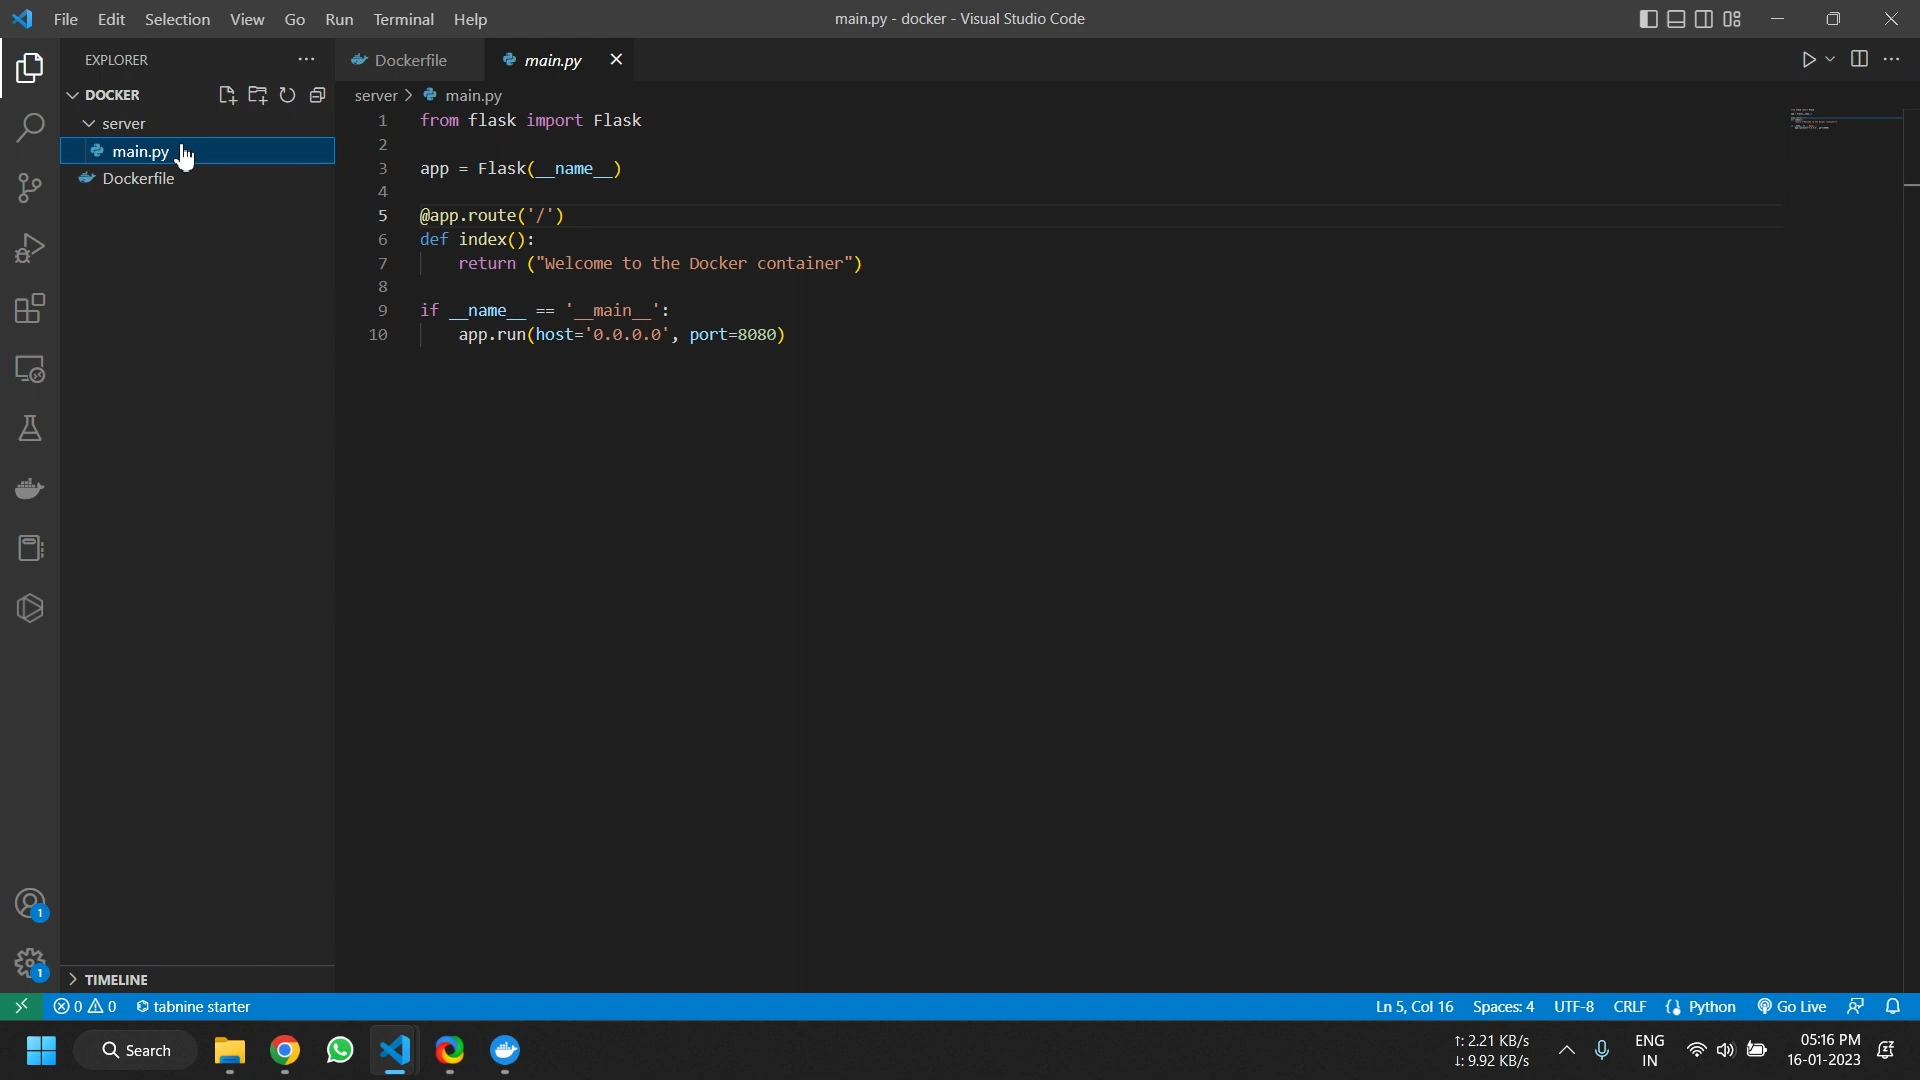 File Edit Selection View Go Run Terminal Help
main.py - docker - Visual Studio Code
EXPLORER
Dockerfile
main.py
DOCKER
server > main.py
server
main.py
Dockerfile
1 from flask import Flask
2
3 app = Flask(__name__)
4
5 @app.route('/')
6 def index():
7 return ("Welcome to the Docker container")
8
9 if __name__ == '__main__':
10 app.run(host='0.0.0.0', port=8080)
1
1
TIMELINE
0 0 tabnine starter
Ln 5, Col 16 Spaces: 4 UTF-8 CRLF Python Go Live
Search
↑: 2.21 KB/s
↓: 9.92 KB/s
ENG
IN
05:16 PM
16-01-2023